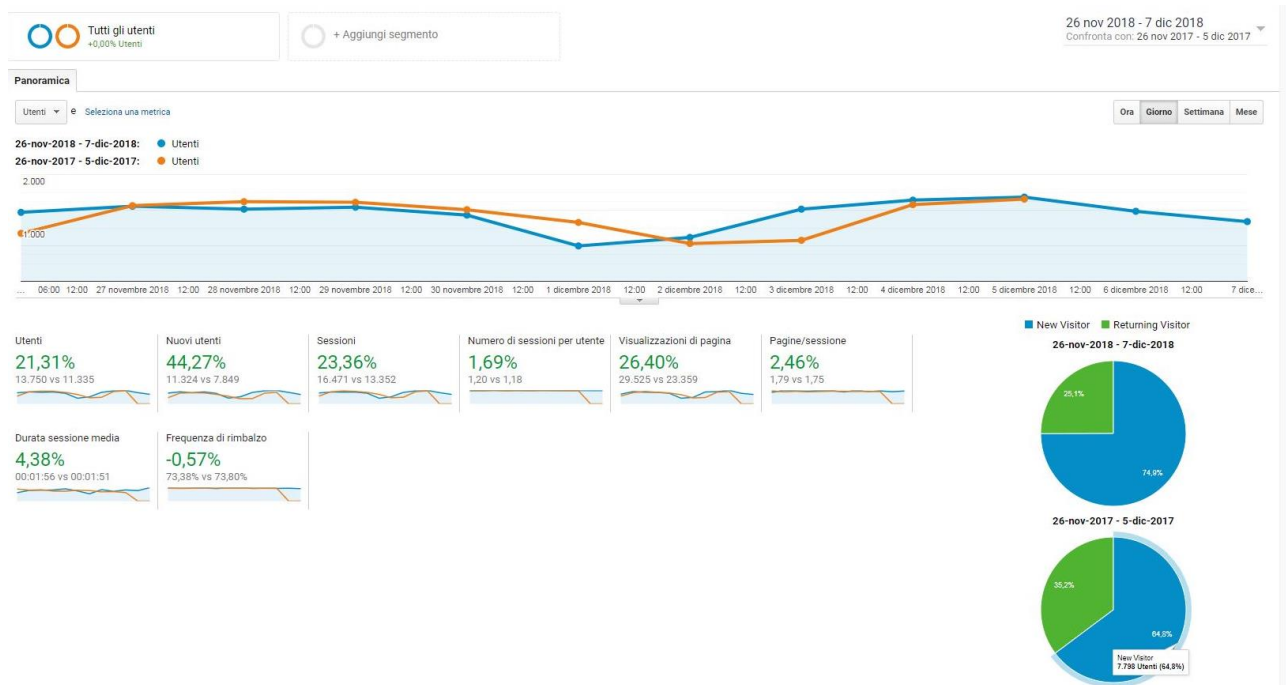 Tutti gli utenti
+0,00% Utenti
+ Aggiungi segmento
26 nov 2018 - 7 dic 2018
Confronta con: 26 nov 2017 - 5 dic 2017
Panoramica
Utenti e Seleziona una metrica
Ora Giorno Settimana Mese
26-nov-2018 - 7-dic-2018: Utenti
26-nov-2017 - 5-dic-2017: Utenti
2.000
1.000
... 06:00 12:00 27 novembre 2018 12:00 28 novembre 2018 12:00 29 novembre 2018 12:00 30 novembre 2018 12:00 1 dicembre 2018 12:00 2 dicembre 2018 12:00 3 dicembre 2018 12:00 4 dicembre 2018 12:00 5 dicembre 2018 12:00 6 dicembre 2018 12:00 7 dice...
Utenti
21,31%
13.750 vs 11.335
Nuovi utenti
44,27%
11.324 vs 7.849
Sessioni
23,36%
16.471 vs 13.352
Numero di sessioni per utente
1,69%
1,20 vs 1,18
Visualizzazioni di pagina
26,40%
29.525 vs 23.359
Pagine/sessione
2,46%
1,79 vs 1,75
Durata sessione media
4,38%
00:01:56 vs 00:01:51
Frequenza di rimbalzo
-0,57%
73,38% vs 73,80%
New Visitor Returning Visitor
26-nov-2018 - 7-dic-2018
25,1%
74,9%
26-nov-2017 - 5-dic-2017
35,2%
64,8%
New Visitor
7.798 Utenti (64,8%)